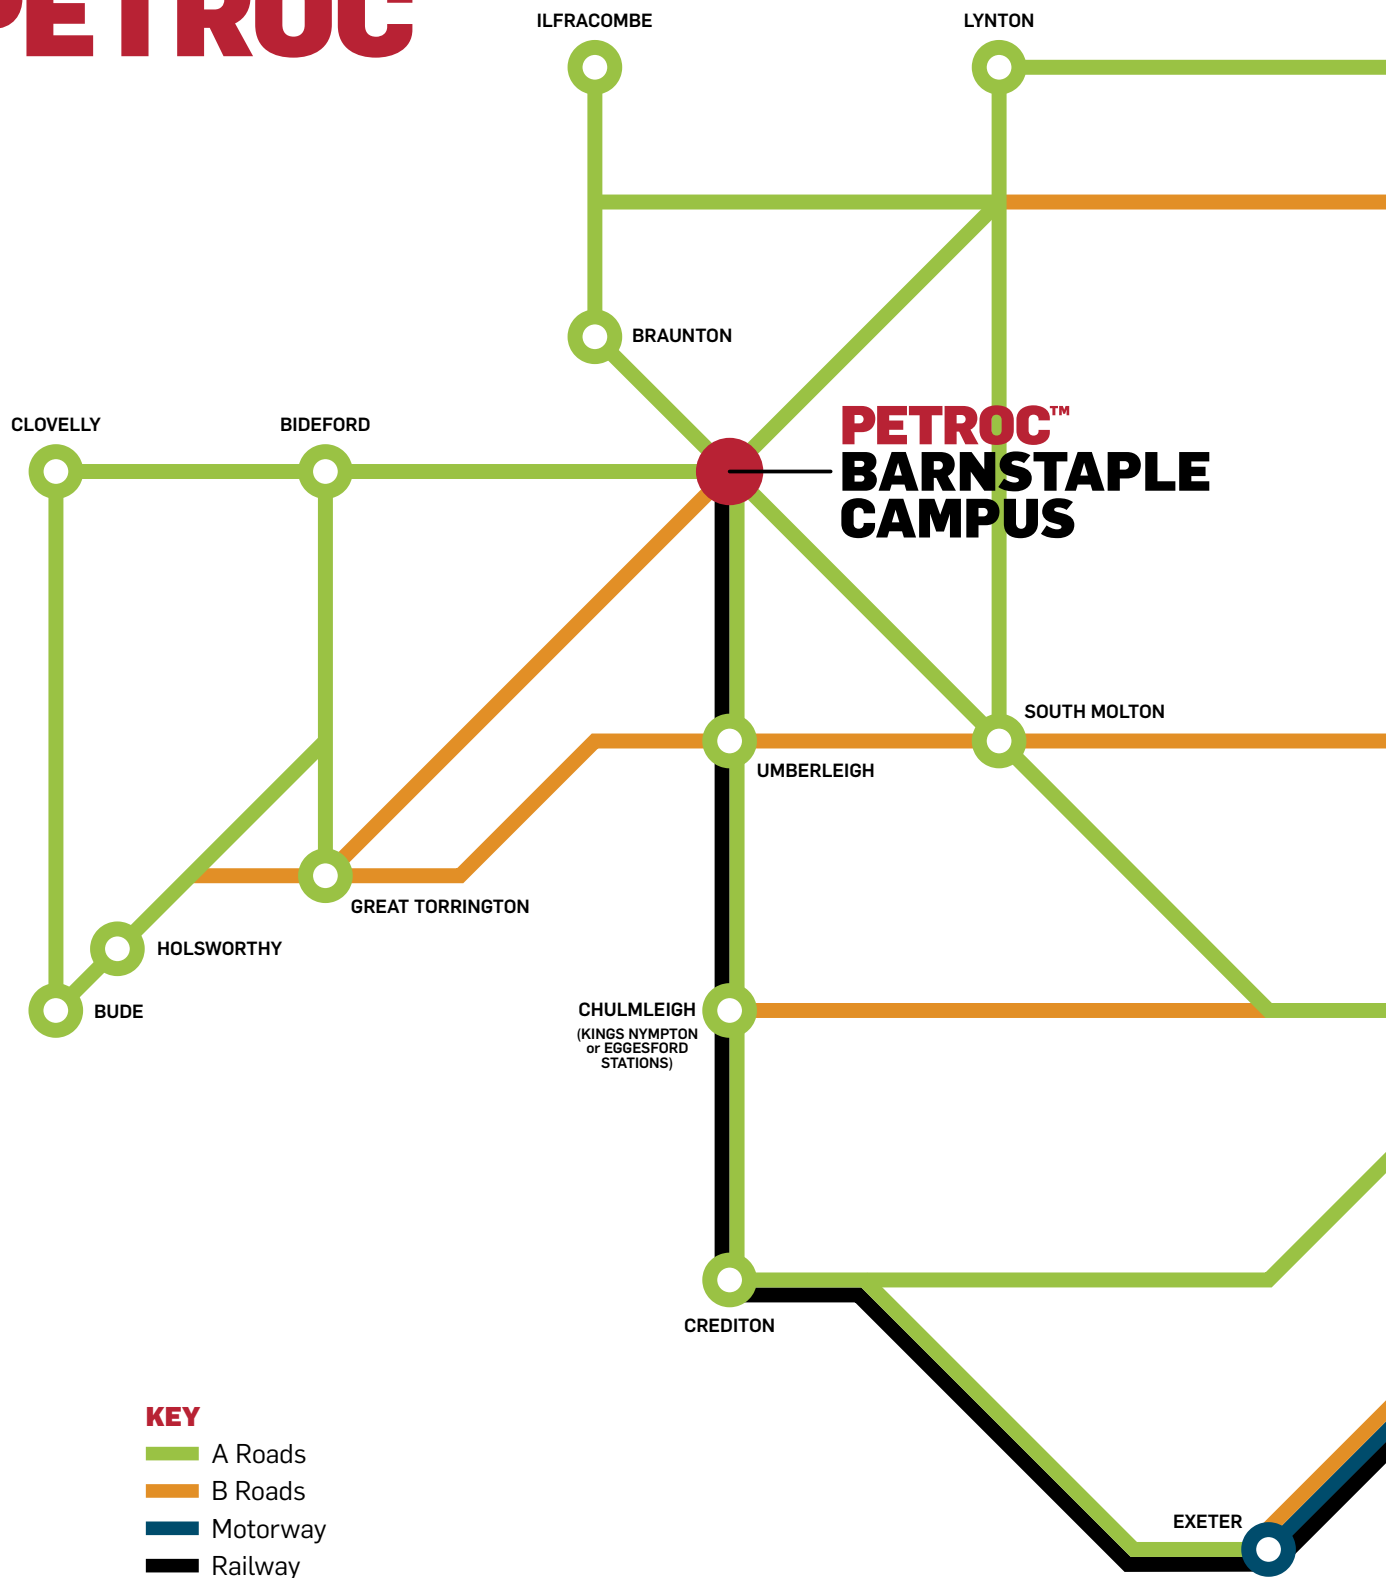 PETROC
ILFRACOMBE
LYNTON
BRAUNTON
CLOVELLY
BIDEFORD
PETROC™
BARNSTAPLE
CAMPUS
SOUTH MOLTON
UMBERLEIGH
GREAT TORRINGTON
HOLSWORTHY
BUDE
CHULMLEIGH
(KINGS NYMPTON
or EGGESFORD
STATIONS)
CREDITON
KEY
A Roads
B Roads
Motorway
Railway
EXETER